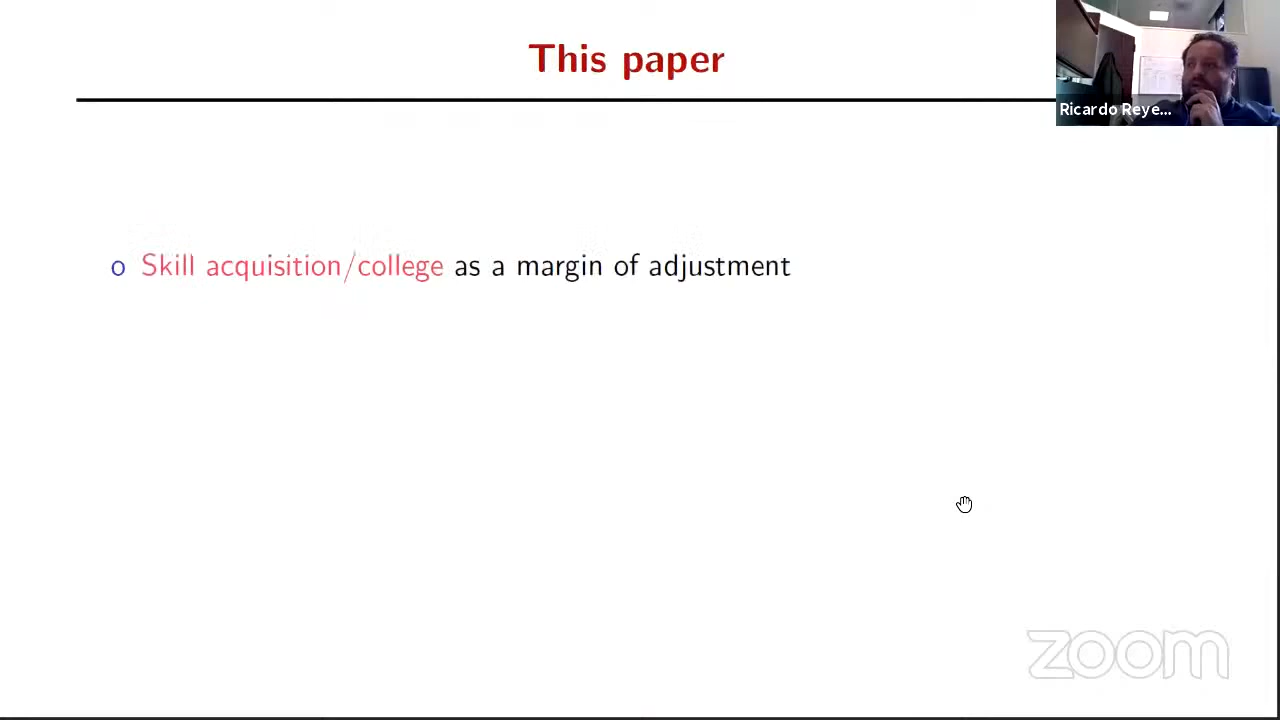 This paper
Ricardo Reye...
o Skill acquisition/college as a margin of adjustment
zoom